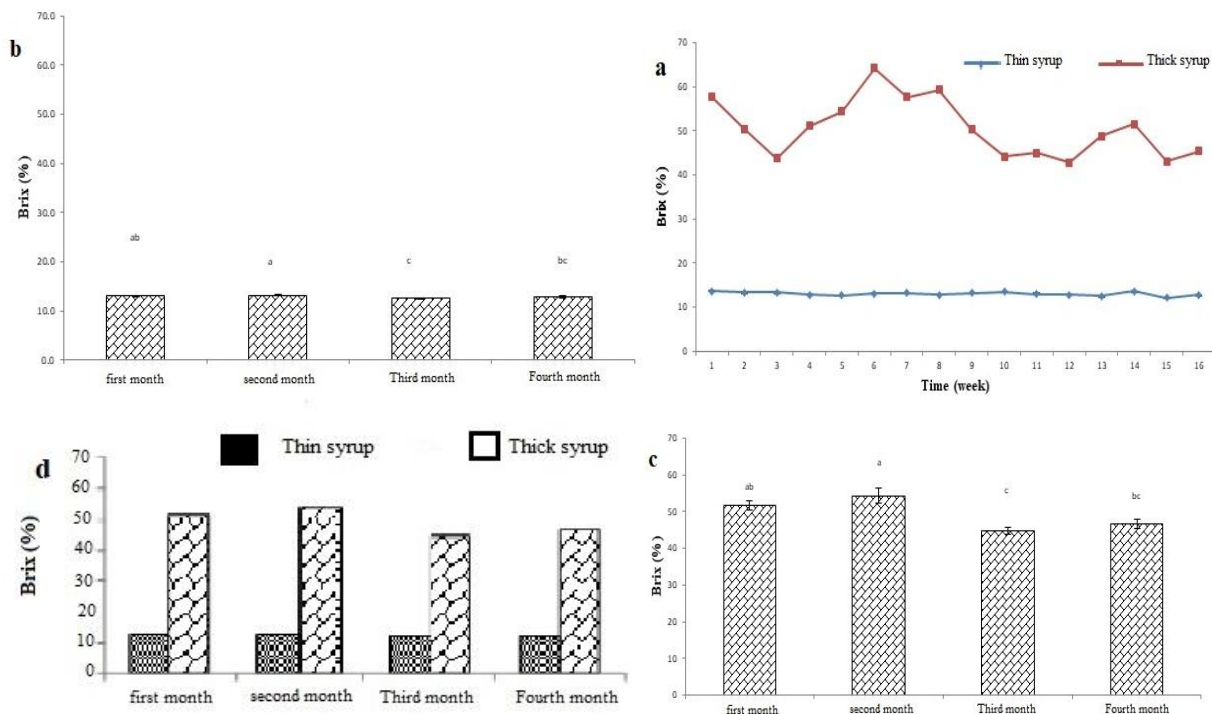 b
70.0
60.0
50.0
40.0
30.0
20.0
10.0
0.0
Brix (%)
ab
a
c
bc
first month
second month
Third month
Fourth month
a
Thin syrup
Thick syrup
70
60
50
40
30
20
10
0
Brix (%)
1 2 3 4 5 6 7 8 9 10 11 12 13 14 15 16
Time (week)
d
Thin syrup
Thick syrup
70
60
50
40
30
20
10
0
Brix (%)
first month
second month
Third month
Fourth month
c
70
60
50
40
30
20
10
0
Brix (%)
ab
a
c
bc
first month
second month
Third month
Fourth month